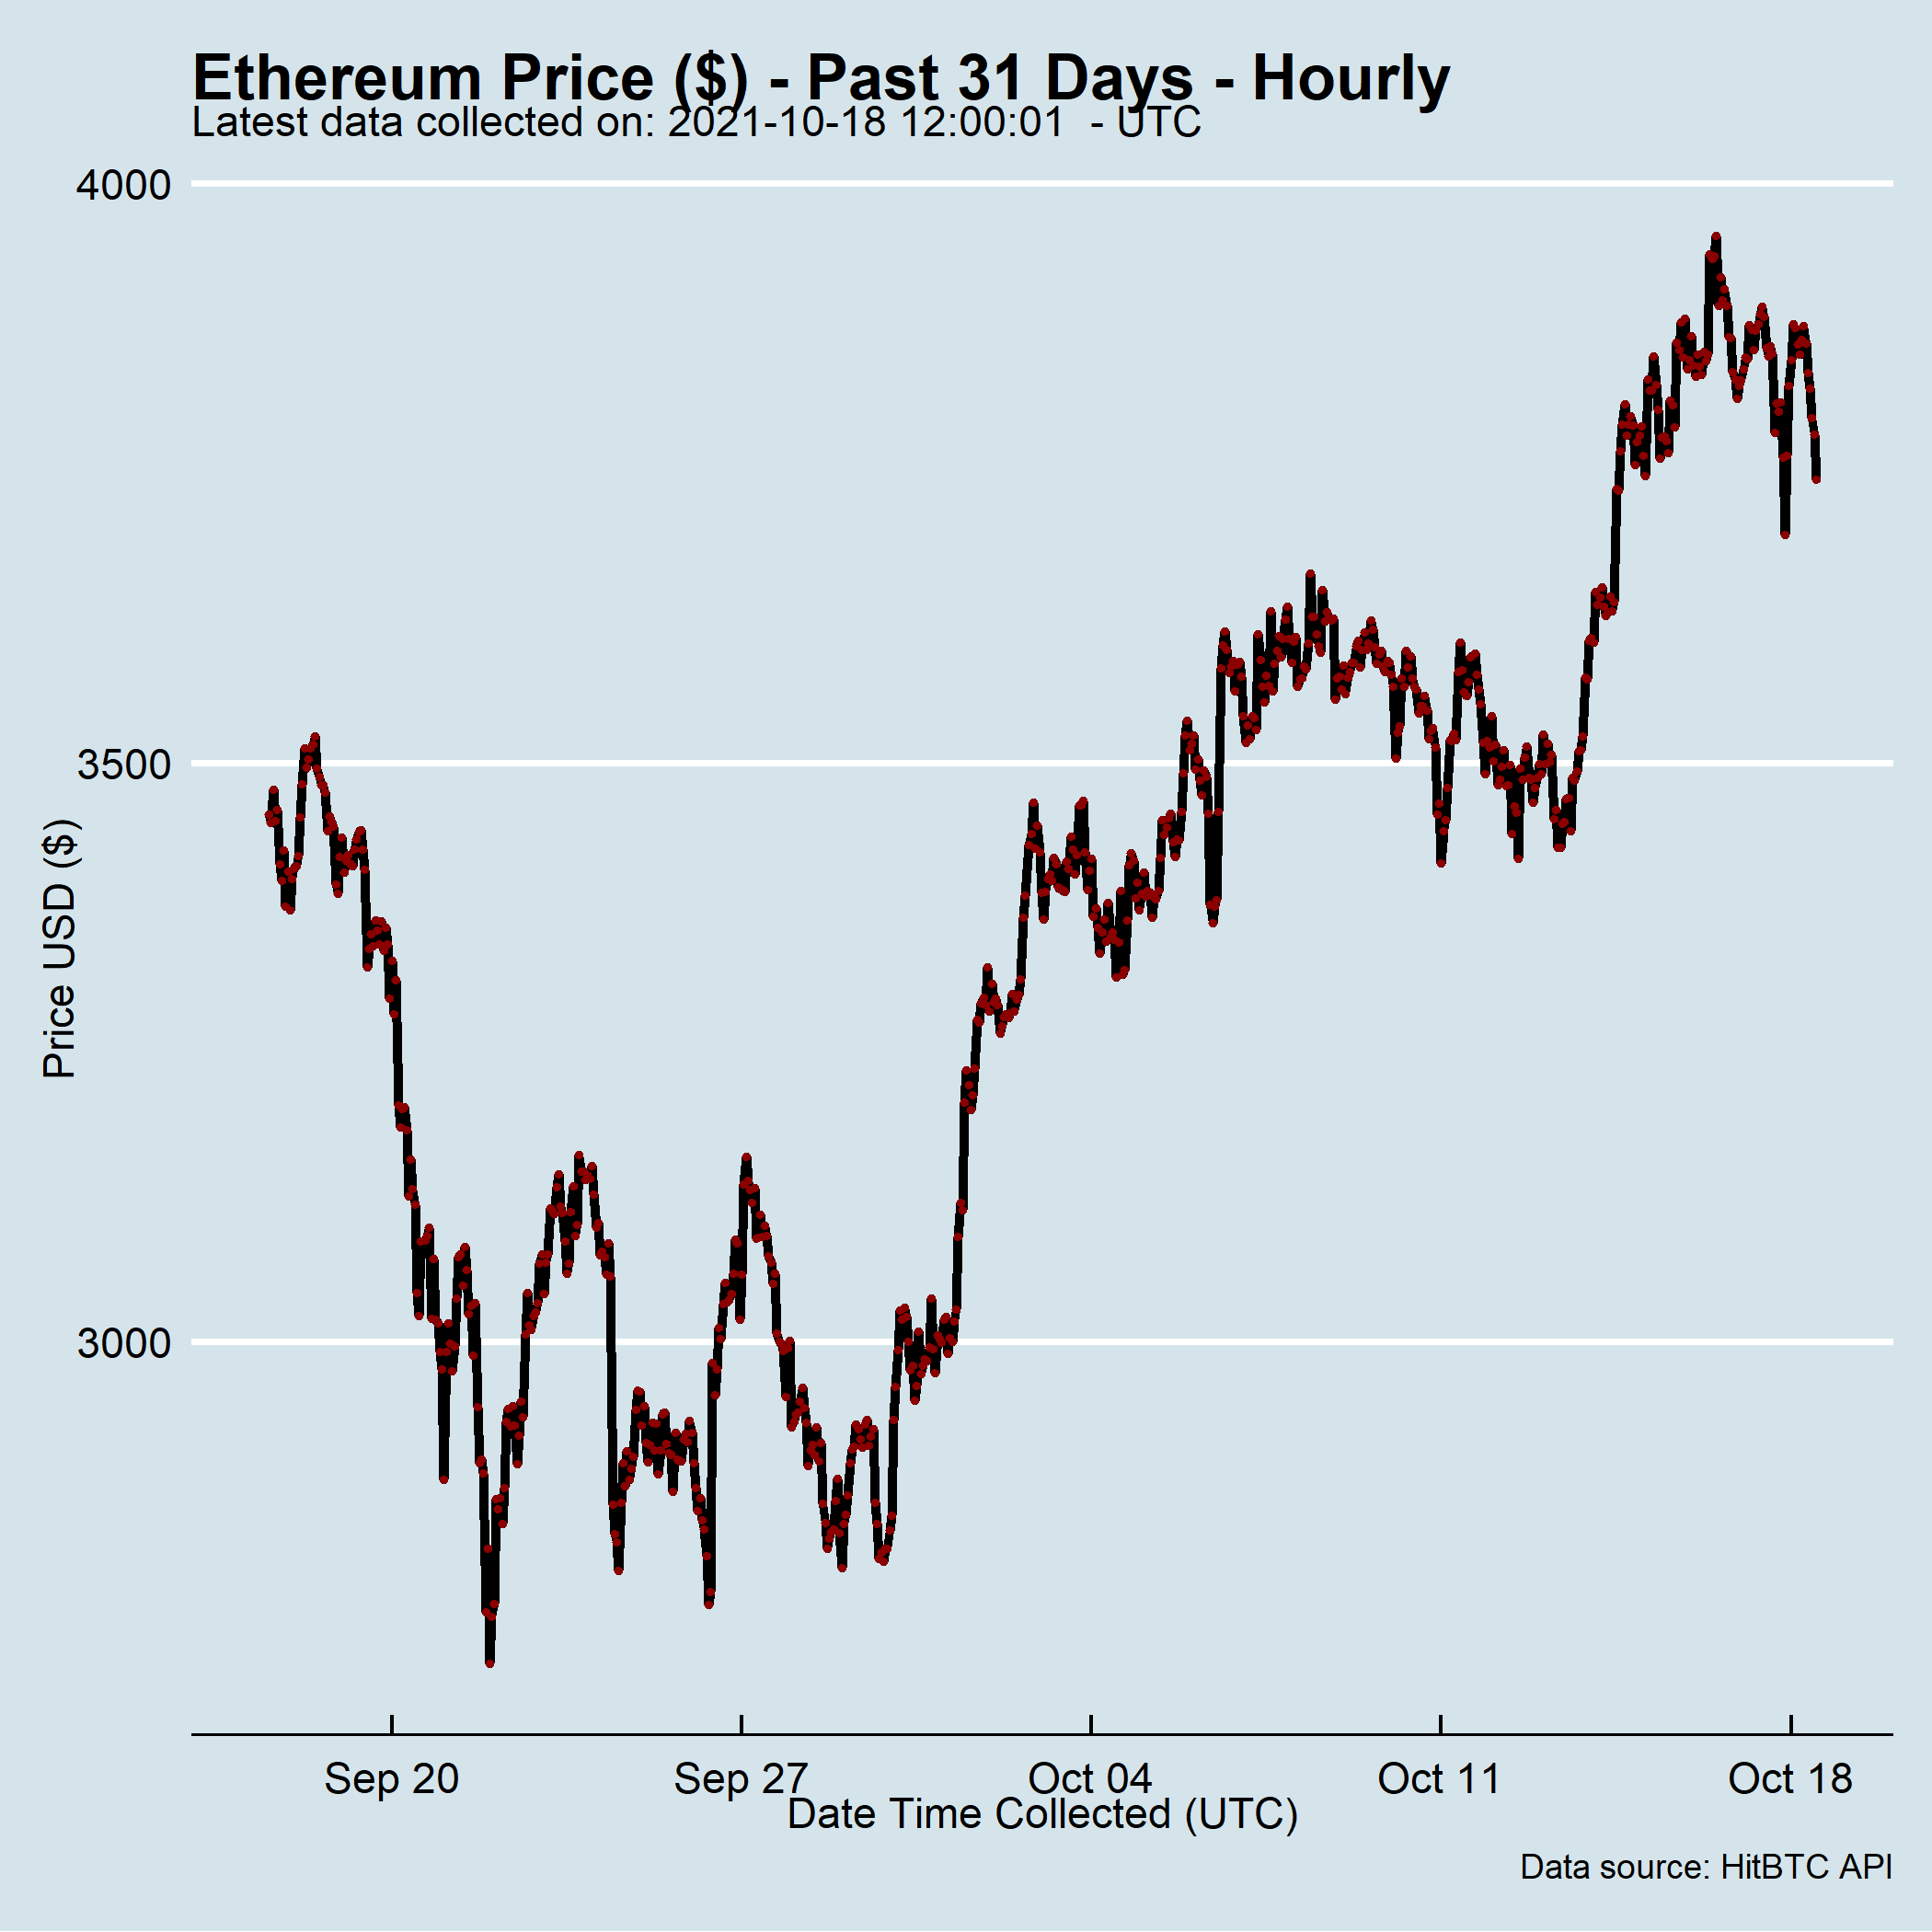 Ethereum Price ($) - Past 31 Days - Hourly
Latest data collected on: 2021-10-18 12:00:01  - UTC
4000
3500
3000
Price USD ($)
Sep 20
Sep 27
Oct 04
Oct 11
Oct 18
Date Time Collected (UTC)
Data source: HitBTC API